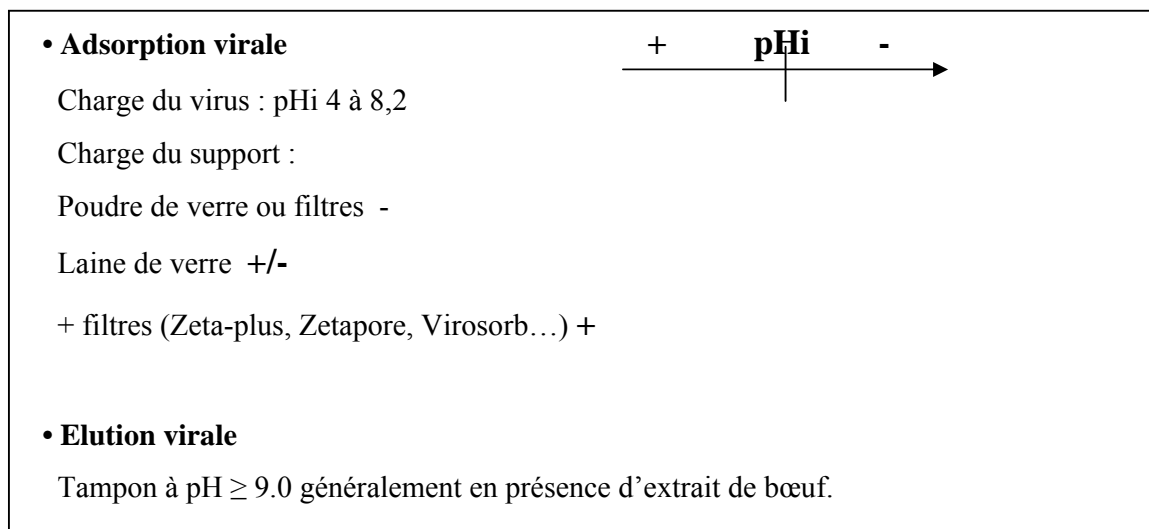 • Adsorption virale + pHi -
Charge du virus : pHi 4 à 8,2
Charge du support :
Poudre de verre ou filtres -
Laine de verre +/-
+ filtres (Zeta-plus, Zetapore, Virosorb…) +
• Elution virale
Tampon à pH ≥ 9.0 généralement en présence d’extrait de bœuf.